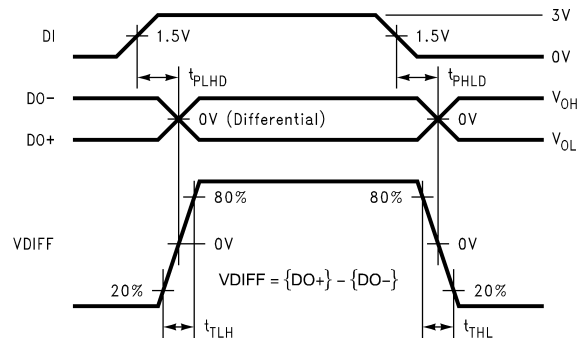 3V
DI
1.5V
1.5V
0V
tPLHD
tPHLD
DO-
VOH
0V (Differential)
0V
DO+
VOL
80%
80%
VDIFF
0V
0V
VDIFF = {DO+} - {DO-}
20%
20%
tTLH
tTHL